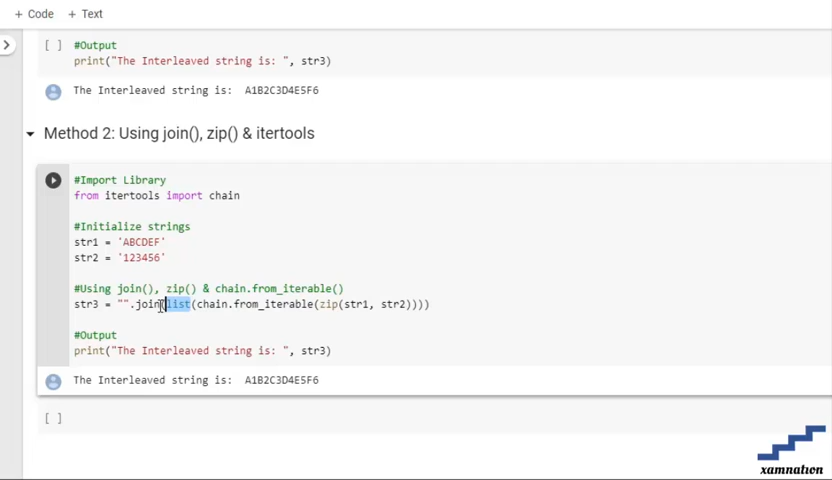 + Code + Text
[ ] #Output
print("The Interleaved string is: ", str3)
The Interleaved string is:  A1B2C3D4E5F6
Method 2: Using join(), zip() & itertools
#Import Library
from itertools import chain
#Initialize strings
str1 = 'ABCDEF'
str2 = '123456'
#Using join(), zip() & chain.from_iterable()
str3 = "".join(list(chain.from_iterable(zip(str1, str2))))
#Output
print("The Interleaved string is: ", str3)
The Interleaved string is:  A1B2C3D4E5F6
[ ]
xamnation